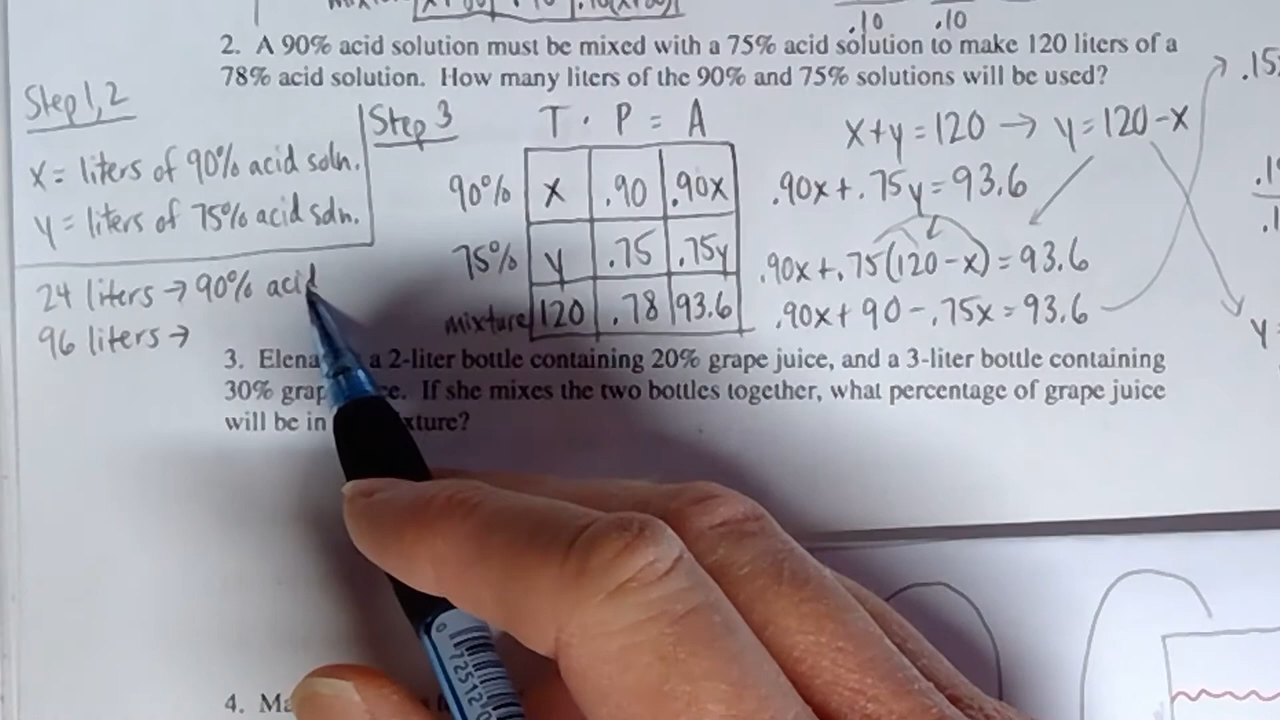 .10 .10
2. A 90% acid solution must be mixed with a 75% acid solution to make 120 liters of a
78% acid solution. How many liters of the 90% and 75% solutions will be used?
Step 1,2
x = liters of 90% acid soln.
y = liters of 75% acid soln.
24 liters → 90% acid
96 liters →
Step 3
T · P = A
90% x .90 .90x
75% y .75 .75y
mixture 120 .78 93.6
x+y=120 → y=120-x
.90x+.75y=93.6
.90x+.75(120-x)=93.6
.90x+90-.75x=93.6
.15
y
3. Elena a 2-liter bottle containing 20% grape juice, and a 3-liter bottle containing
30% If she mixes the two bottles together, what percentage of grape juice
will be in
4.
072512